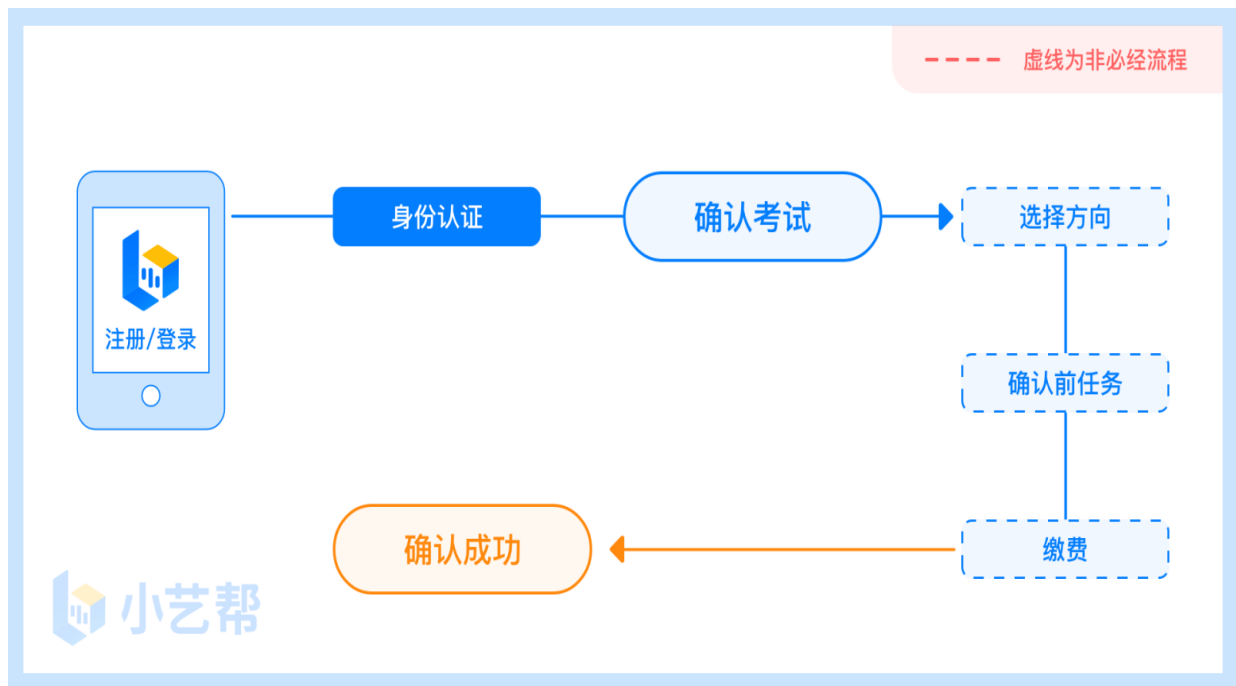 虚线为非必经流程
身份认证
确认考试
选择方向
注册/登录
确认前任务
确认成功
缴费
小艺帮